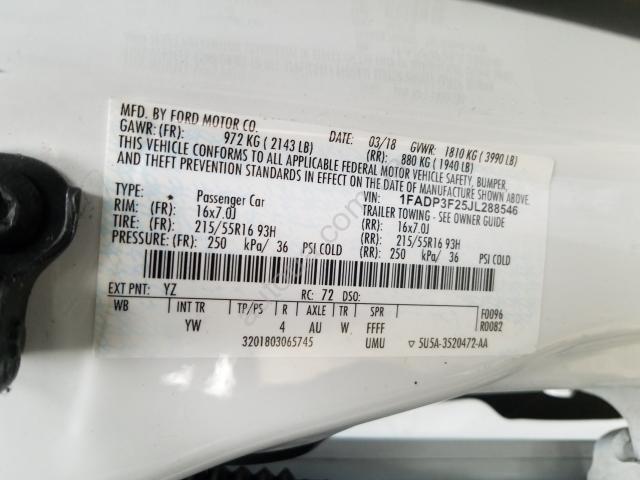 MFD. BY FORD MOTOR CO.
DATE: 03/18 GVWR: 1810 KG ( 3990 LB)
GAWR: (FR): 972 KG ( 2143 LB) (RR): 880 KG ( 1940 LB)
THIS VEHICLE CONFORMS TO ALL APPLICABLE FEDERAL MOTOR VEHICLE SAFETY, BUMPER,
AND THEFT PREVENTION STANDARDS IN EFFECT ON THE DATE OF MANUFACTURE SHOWN ABOVE.
VIN: 1FADP3F25JL288546
TYPE: Passenger Car TRAILER TOWING - SEE OWNER GUIDE
RIM: (FR): 16x7.0J (RR): 16x7.0J
TIRE: (FR): 215/55R16 93H (RR): 215/55R16 93H
PRESSURE: (FR): 250 kPa/ 36 PSI COLD (RR): 250 kPa/ 36 PSI COLD
EXT PNT: YZ RC: 72 DSO:
WB INT TR TP/PS R AXLE TR SPR F0096
YW 4 AU W FFFF R0082
3201803065745 UMU ▽ 5U5A-3520472-AA